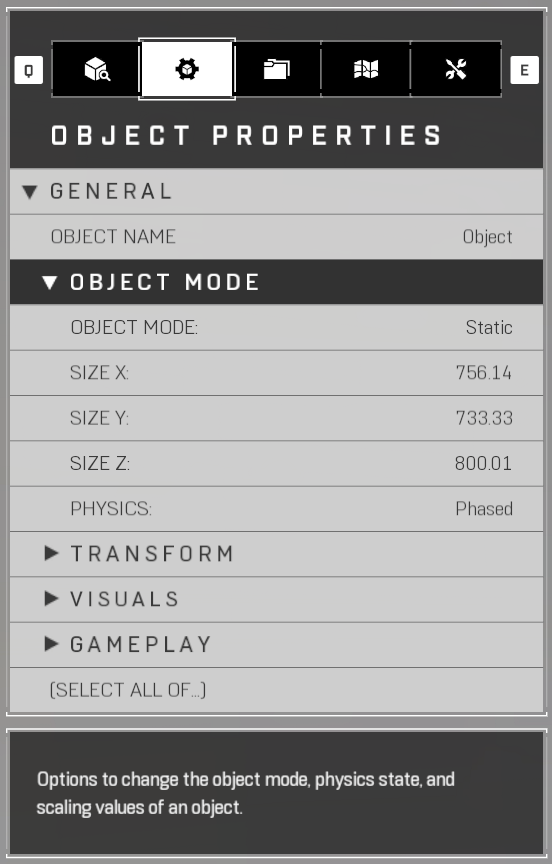 Q
E
OBJECT PROPERTIES
GENERAL
OBJECT NAME Object
OBJECT MODE
OBJECT MODE: Static
SIZE X: 756.14
SIZE Y: 733.33
SIZE Z: 800.01
PHYSICS: Phased
TRANSFORM
VISUALS
GAMEPLAY
(SELECT ALL OF...)
Options to change the object mode, physics state, and
scaling values of an object.